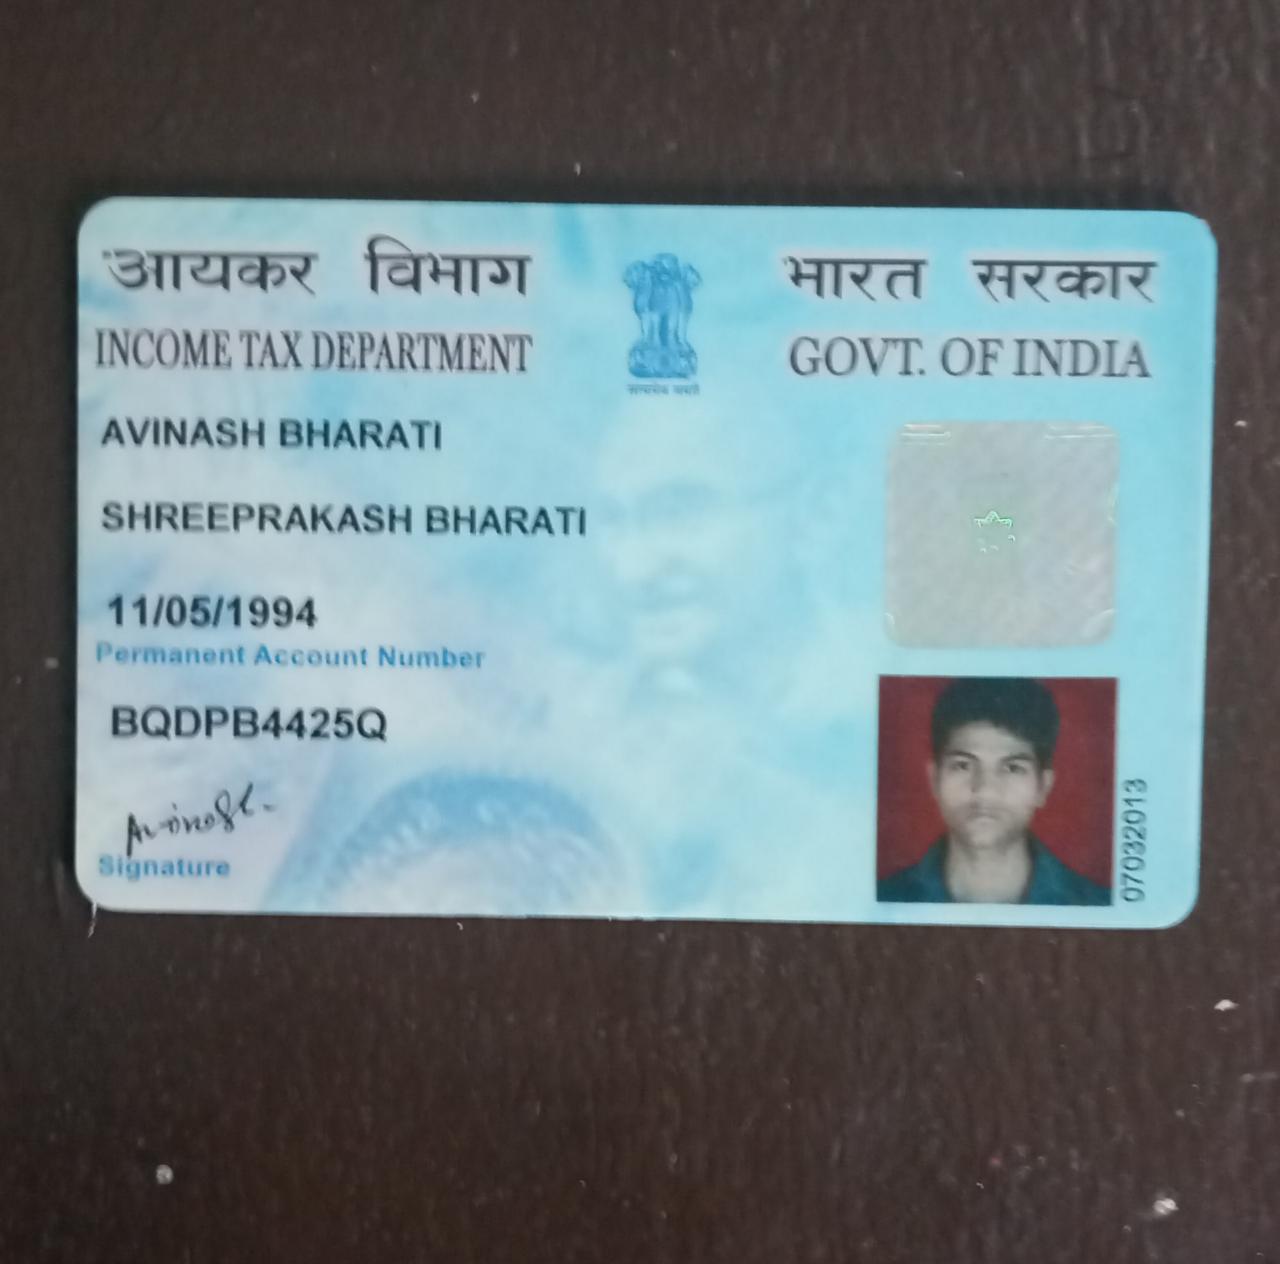 आयकर विभाग
INCOME TAX DEPARTMENT
भारत सरकार
GOVT. OF INDIA
सत्यमेव जयते
AVINASH BHARATI
SHREEPRAKASH BHARATI
11/05/1994
Permanent Account Number
BQDPB4425Q
Avinash
Signature
07032013